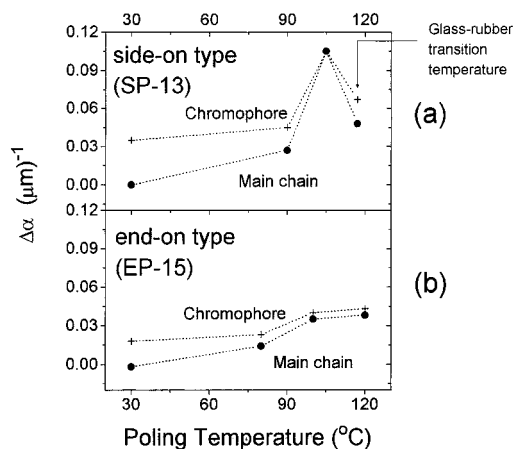 30 60 90 120
0.12
0.09
0.06
0.03
0.00
0.12
0.09
0.06
0.03
0.00
side-on type
(SP-13)
Chromophore
Main chain
Glass-rubber
transition
temperature
(a)
Δα (μm)⁻¹
end-on type
(EP-15)
Chromophore
Main chain
(b)
30 60 90 120
Poling Temperature (°C)